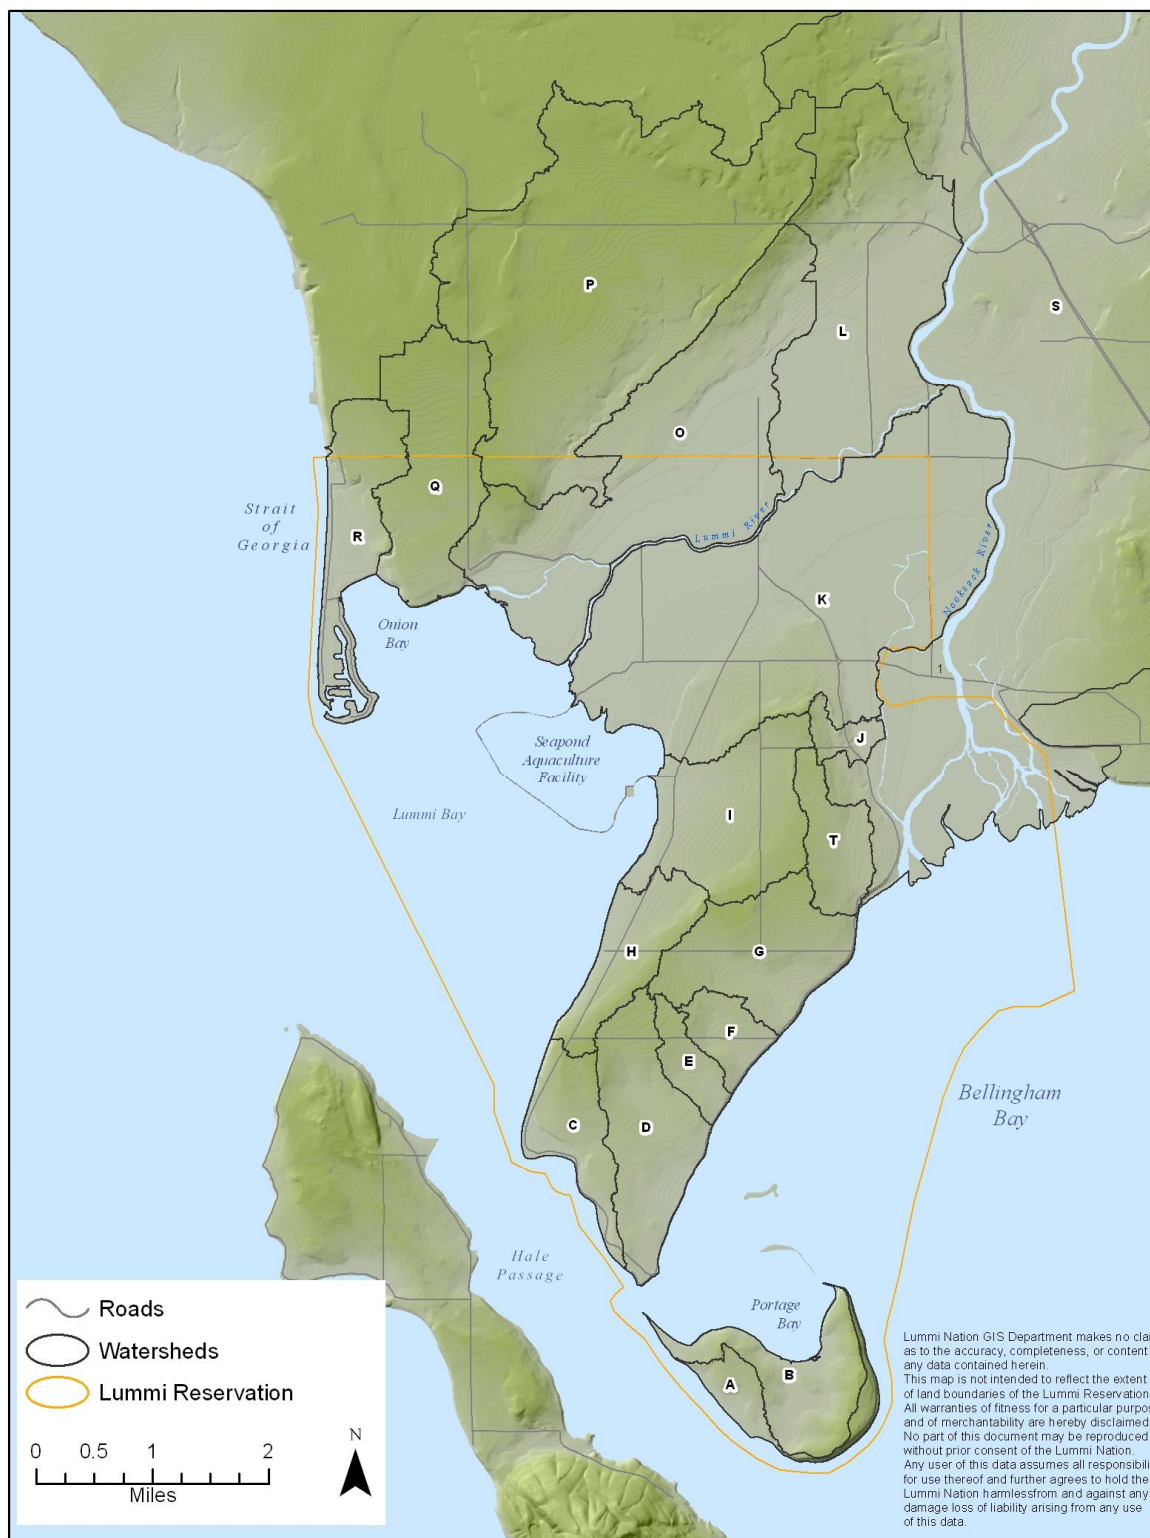 P
L
S
O
Q
Strait
of
Georgia
R
Lummi River
Nooksack River
K
Onion
Bay
1
J
Seapond
Aquaculture
Facility
Lummi Bay
I
T
H
G
F
E
Bellingham
Bay
C
D
Hale
Passage
Portage
Bay
A
B
Roads
Watersheds
Lummi Reservation
0 0.5 1 2
Miles
N
Lummi Nation GIS Department makes no clai
as to the accuracy, completeness, or content
any data contained herein.
This map is not intended to reflect the extent
of land boundaries of the Lummi Reservation
All warranties of fitness for a particular purpos
and of merchantability are hereby disclaimed
No part of this document may be reproduced
without prior consent of the Lummi Nation.
Any user of this data assumes all responsibili
for use thereof and further agrees to hold the
Lummi Nation harmlessfrom and against any
damage loss of liability arising from any use
of this data.